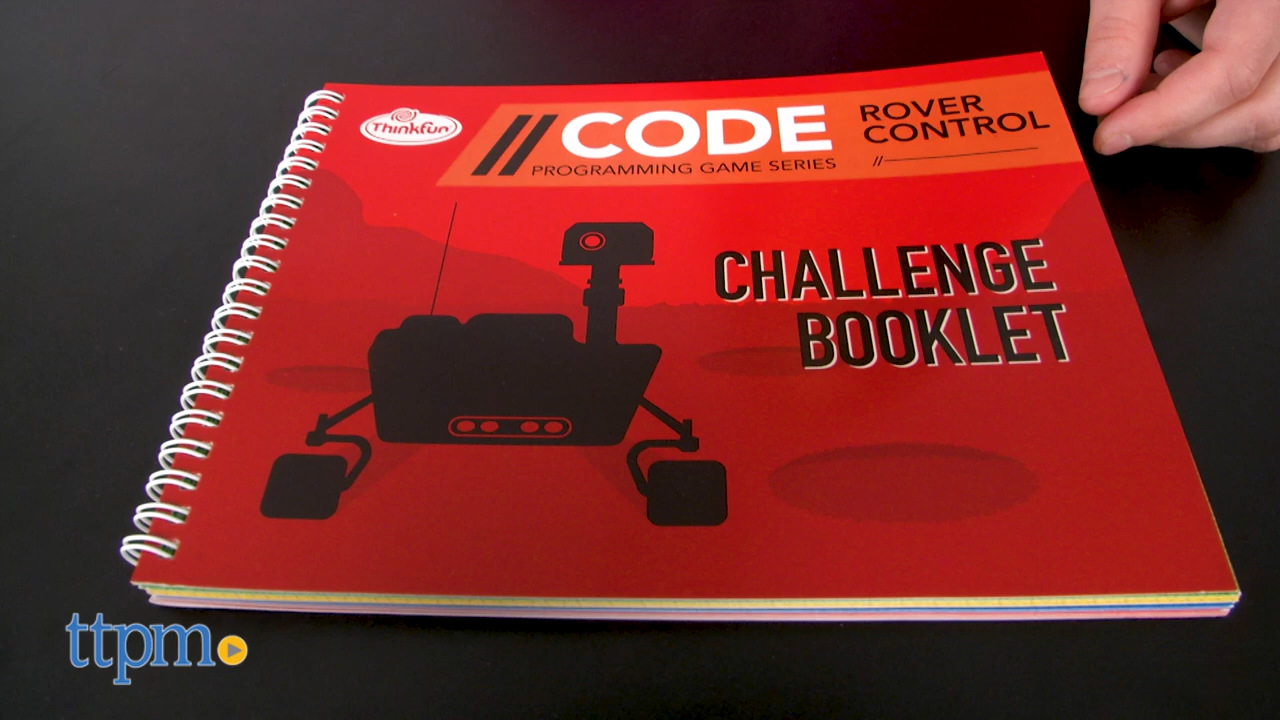 ThinkFun
//CODE
PROGRAMMING GAME SERIES
ROVER
CONTROL
//
CHALLENGE
BOOKLET
ttpm